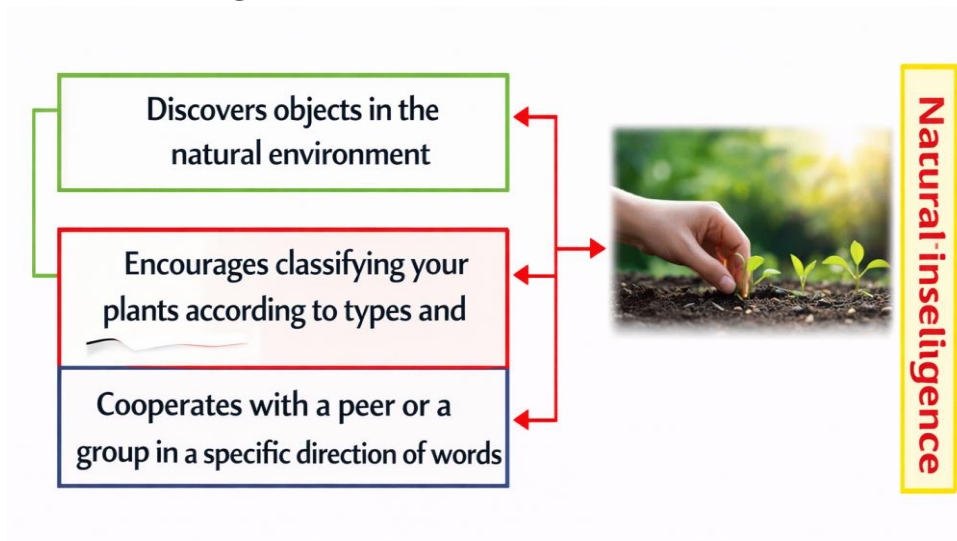 Discovers objects in the
natural environment
Encourages classifying your
plants according to types and
Cooperates with a peer or a
group in a specific direction of words
Natural inseligence